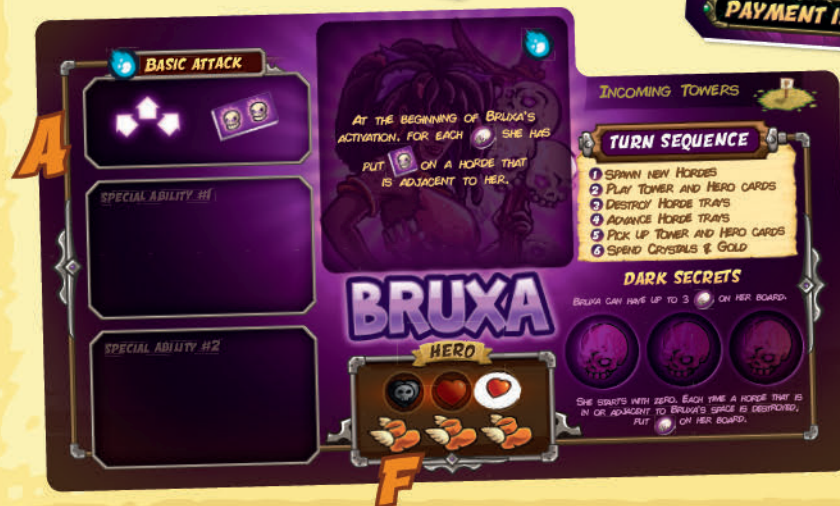 PAYMENT
BASIC ATTACK
A
SPECIAL ABILITY #1
SPECIAL ABILITY #2
AT THE BEGINNING OF BRUXA'S
ACTIVATION, FOR EACH SHE HAS
PUT ON A HORDE THAT
IS ADJACENT TO HER.
BRUXA
HERO
F
INCOMING TOWERS
TURN SEQUENCE
1 SPAWN NEW HORDES
2 PLAY TOWER AND HERO CARDS
3 DESTROY HORDE TRAYS
4 ADVANCE HORDE TRAYS
5 PICK UP TOWER AND HERO CARDS
6 SPEND CRYSTALS & GOLD
DARK SECRETS
BRUXA CAN HAVE UP TO 3 ON HER BOARD.
SHE STARTS WITH ZERO. EACH TIME A HORDE THAT IS
IN OR ADJACENT TO BRUXA'S SPACE IS DESTROYED,
PUT ON HER BOARD.